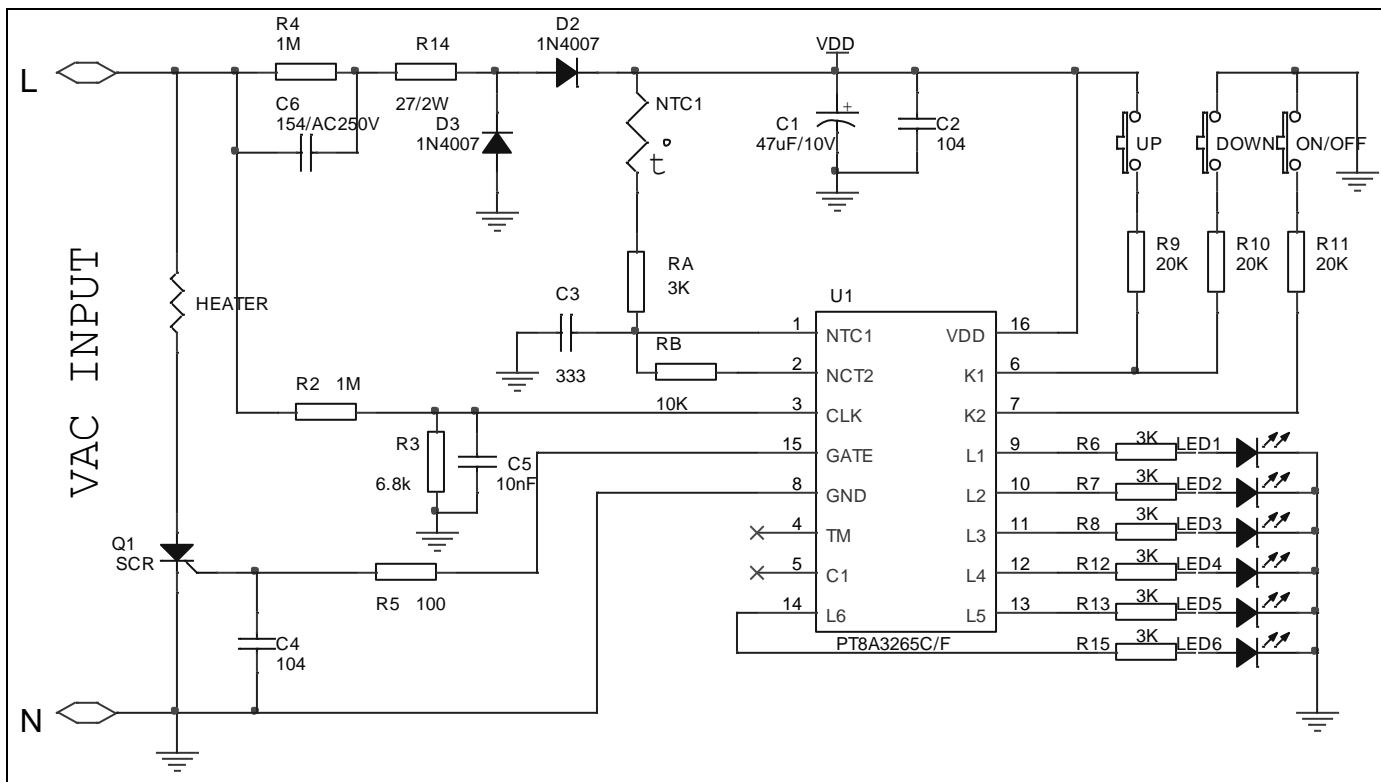 R4
1M
R14
D2
1N4007
VDD
L
C6
154/AC250V
27/2W
D3
1N4007
NTC1
t°
C1
47uF/10V
+
C2
104
UP
DOWN
ON/OFF
VAC INPUT
HEATER
RA
3K
R9
20K
R10
20K
R11
20K
C3
333
RB
10K
U1
1
NTC1
2
NCT2
3
CLK
15
GATE
8
GND
4
TM
5
C1
14
L6
VDD
16
K1
6
K2
7
L1
9
L2
10
L3
11
L4
12
L5
13
PT8A3265C/F
R2 1M
R3
6.8k
C5
10nF
Q1
SCR
R5 100
C4
104
R6
3K
LED1
R7
3K
LED2
R8
3K
LED3
R12
3K
LED4
R13
3K
LED5
R15
3K
LED6
N